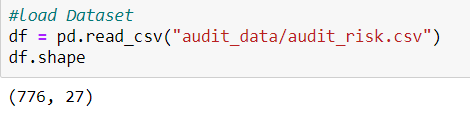 #load Dataset
df = pd.read_csv("audit_data/audit_risk.csv")
df.shape
(776, 27)